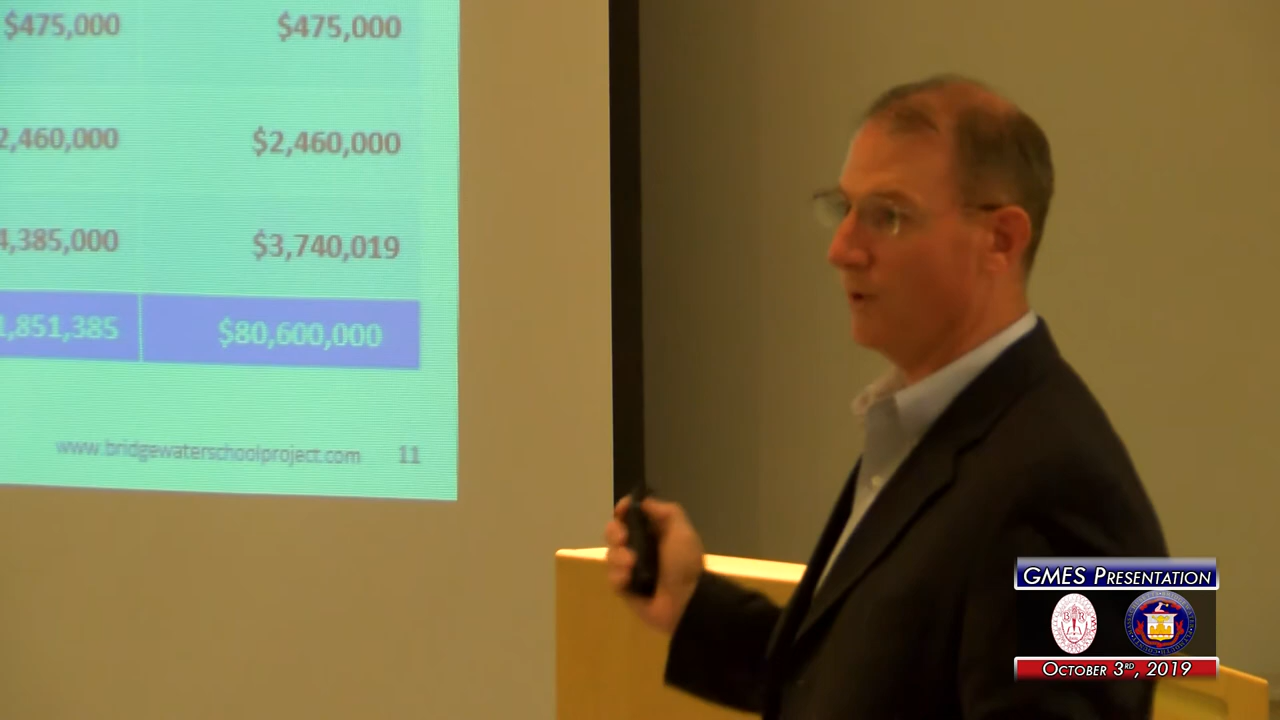 $475,000 $475,000
2,460,000 $2,460,000
4,385,000 $3,740,019
1,851,385 $80,600,000
www.bridgewaterschoolproject.com 11
GMES PRESENTATION
OCTOBER 3RD, 2019